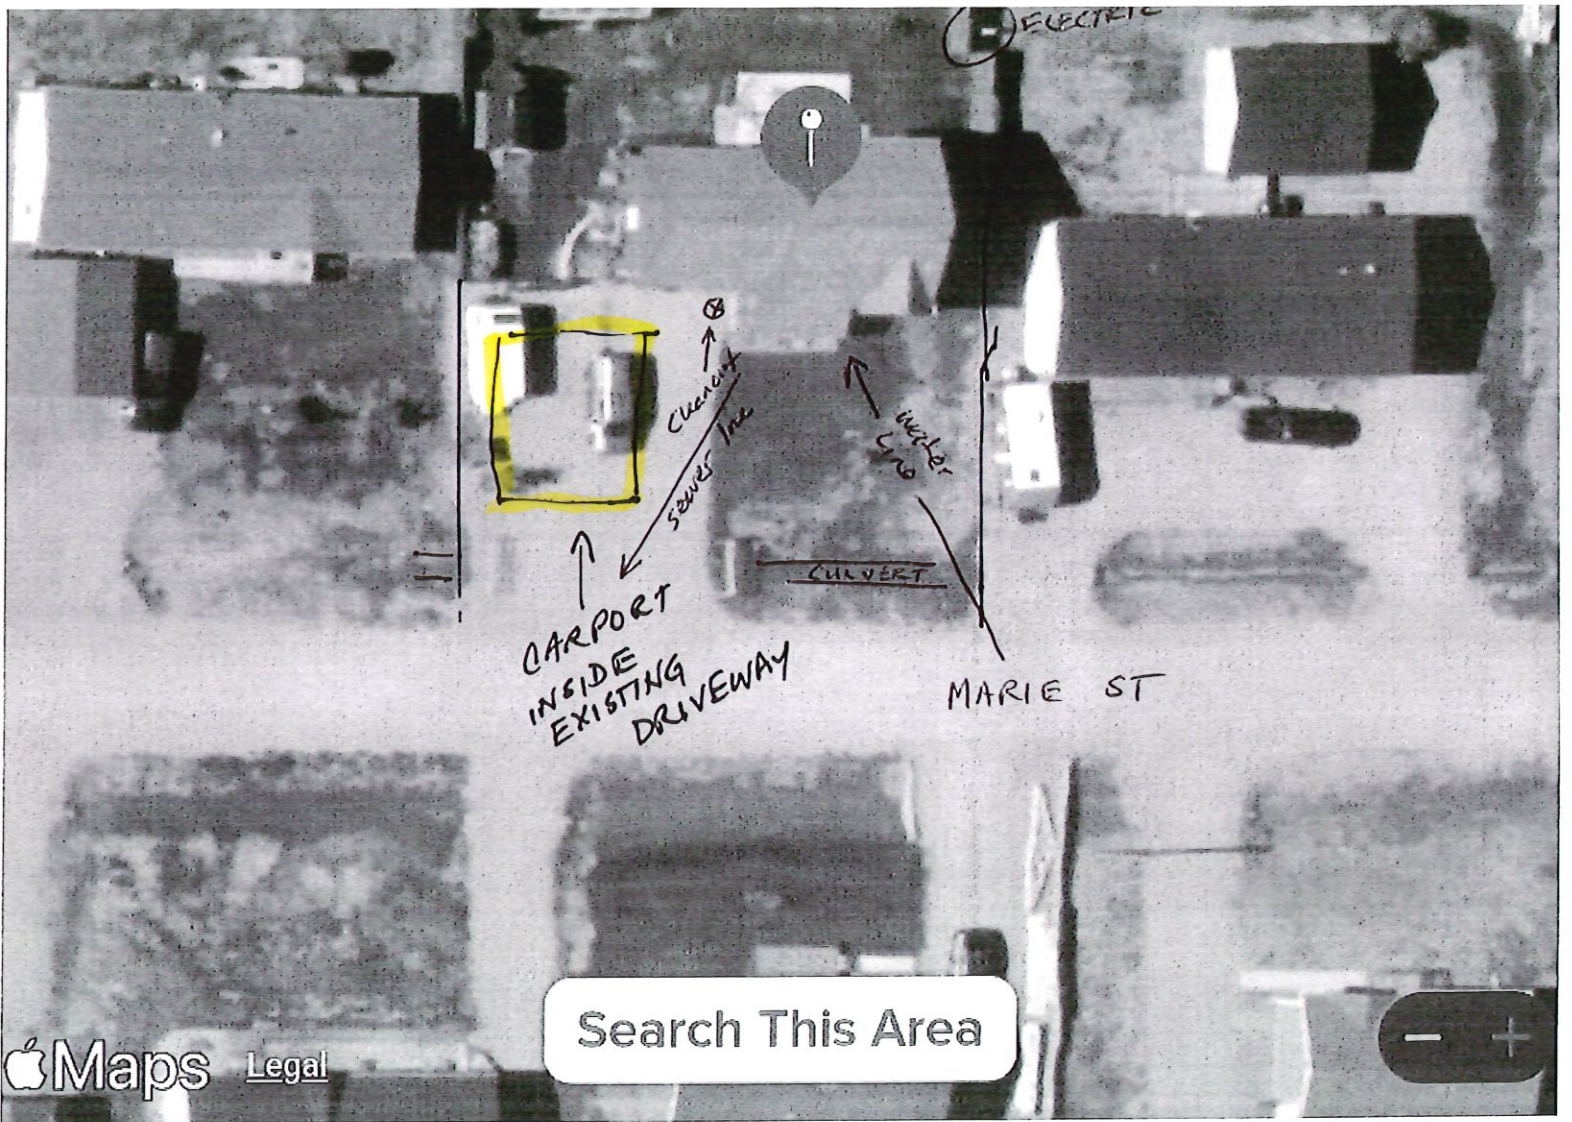 ELECTRIC
Cleanout
sewer line
water
line
CULVERT
CARPORT
INSIDE
EXISTING
DRIVEWAY
MARIE ST
Search This Area
Maps Legal